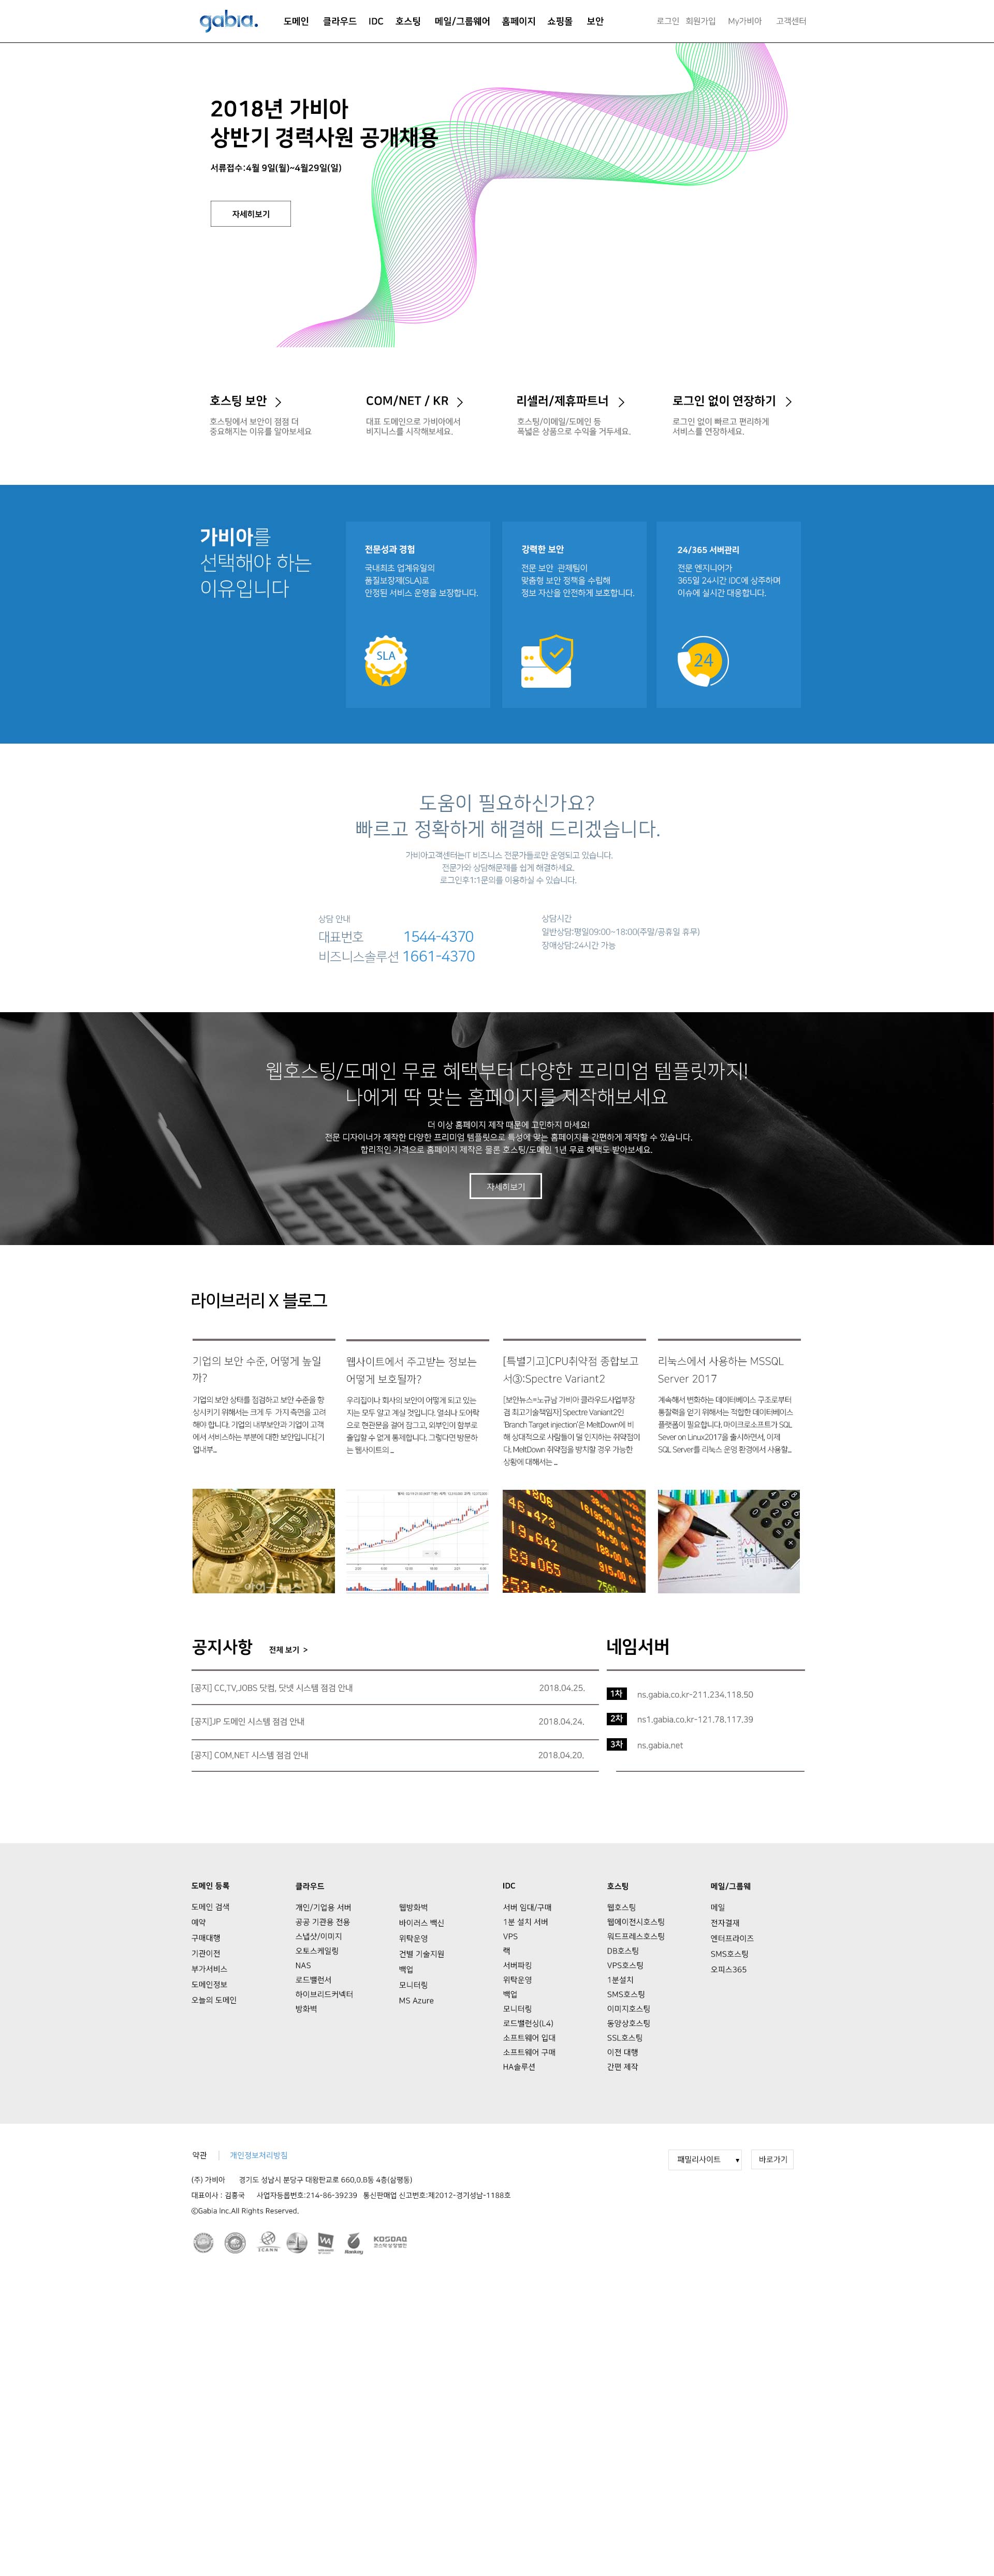 gabia.
도메인 클라우드 IDC 호스팅 메일/그룹웨어 홈페이지 쇼핑몰 보안
로그인 회원가입 My가비아 고객센터
2018년 가비아
상반기 경력사원 공개채용
서류접수:4월 9일(월)~4월29일(일)
자세히보기
호스팅 보안
호스팅에서 보안이 점점 더
중요해지는 이유를 알아보세요
COM/NET / KR
대표 도메인으로 가비아에서
비지니스를 시작해보세요.
리셀러/제휴파트너
호스팅/이메일/도메인 등
폭넓은 상품으로 수익을 거두세요.
로그인 없이 연장하기
로그인 없이 빠르고 편리하게
서비스를 연장하세요.
가비아를
선택해야 하는
이유입니다
전문성과 경험
국내최초 업계유일의
품질보장제(SLA)로
안정된 서비스 운영을 보장합니다.
SLA
강력한 보안
전문 보안 관제팀이
맞춤형 보안 정책을 수립해
정보 자산을 안전하게 보호합니다.
24/365 서버관리
전문 엔지니어가
365일 24시간 IDC에 상주하며
이슈에 실시간 대응합니다.
24
도움이 필요하신가요?
빠르고 정확하게 해결해 드리겠습니다.
가비아고객센터는IT 비즈니스 전문가들로만 운영되고 있습니다.
전문가와 상담해문제를 쉽게 해결하세요.
로그인후1:1문의를 이용하실 수 있습니다.
상담 안내
대표번호 1544-4370
비즈니스솔루션 1661-4370
상담시간
일반상담:평일09:00~18:00(주말/공휴일 휴무)
장애상담:24시간 가능
웹호스팅/도메인 무료 혜택부터 다양한 프리미엄 템플릿까지!
나에게 딱 맞는 홈페이지를 제작해보세요
더 이상 홈페이지 제작 때문에 고민하지 마세요!
전문 디자이너가 제작한 다양한 프리미엄 템플릿으로 특성에 맞는 홈페이지를 간편하게 제작할 수 있습니다.
합리적인 가격으로 홈페이지 제작은 물론 호스팅/도메인 1년 무료 혜택도 받아보세요.
자세히보기
라이브러리 X 블로그
기업의 보안 수준, 어떻게 높일
까?
기업의 보안 상태를 점검하고 보안 수준을 향
상시키기 위해서는 크게 두 가지 측면을 고려
해야 합니다. 기업의 내부보안과 기업이 고객
에서 서비스하는 부분에 대한 보안입니다.[기
업내부...
웹사이트에서 주고받는 정보는
어떻게 보호될까?
우리집이나 회사의 보안이 어떻게 되고 있는
지는 모두 알고 계실 것입니다. 열쇠나 도어락
으로 현관문을 걸어 잠그고, 외부인이 함부로
출입할 수 없게 통제합니다. 그렇다면 방문하
는 웹사이트의 ...
[특별기고]CPU취약점 종합보고
서③:Spectre Variant2
[보안뉴스=노규남 가비아 클라우드사업부장
겸 최고기술책임자] Spectre Variant2인
'Branch Target injection'은 MeltDown에 비
해 상대적으로 사람들이 덜 인지하는 취약점이
다. MeltDown 취약점을 방치할 경우 가능한
상황에 대해서는 ...
리눅스에서 사용하는 MSSQL
Server 2017
계속해서 변화하는 데이터베이스 구조로부터
통찰력을 얻기 위해서는 적합한 데이터베이스
플랫폼이 필요합니다. 마이크로소프트가 SQL
Sever on Linux2017을 출시하면서, 이제
SQL Server를 리눅스 운영 환경에서 사용할...
806
16.473
19.642
69.065
공지사항 전체 보기 >
[공지] CC,TV,JOBS 닷컴, 닷넷 시스템 점검 안내 2018.04.25.
[공지]JP 도메인 시스템 점검 안내 2018.04.24.
[공지] COM,NET 시스템 점검 안내 2018.04.20.
네임서버
1차 ns.gabia.co.kr-211.234.118.50
2차 ns1.gabia.co.kr-121.78.117.39
3차 ns.gabia.net
도메인 등록
도메인 검색
예약
구매대행
기관이전
부가서비스
도메인정보
오늘의 도메인
클라우드
개인/기업용 서버
공공 기관용 전용
스냅샷/이미지
오토스케일링
NAS
로드밸런서
하이브리드커넥터
방화벽
웹방화벽
바이러스 백신
위탁운영
건별 기술지원
백업
모니터링
MS Azure
IDC
서버 임대/구매
1분 설치 서버
VPS
랙
서버파킹
위탁운영
백업
모니터링
로드밸런싱(L4)
소프트웨어 임대
소프트웨어 구매
HA솔루션
호스팅
웹호스팅
웹에이전시호스팅
워드프레스호스팅
DB호스팅
VPS호스팅
1분설치
SMS호스팅
이미지호스팅
동앙상호스팅
SSL호스팅
이전 대행
간편 제작
메일/그룹웨
메일
전자결재
엔터프라이즈
SMS호스팅
오피스365
약관 개인정보처리방침
패밀리사이트 ▼ 바로가기
(주) 가비아 경기도 성남시 분당구 대왕판교로 660,0.B동 4층(삼평동)
대표이사 : 김홍국 사업자등륩번호:214-86-39239 통신판매업 신고번호:제2012-경기성남-1188호
©Gabia Inc.All Rights Reserved.
ICANN
WA
Rankey
KOSDAQ
코스닥상장법인